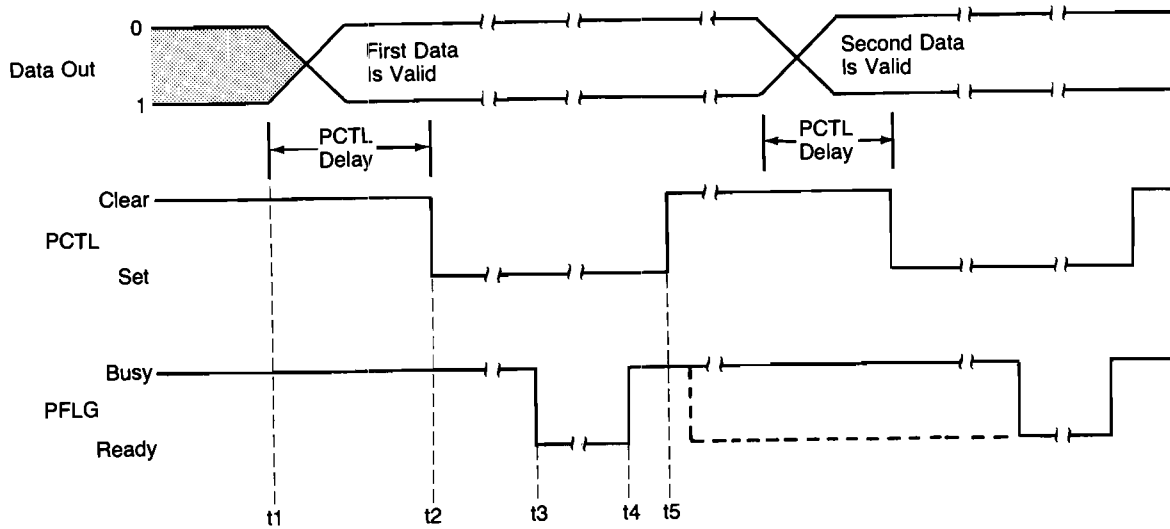 0
Data Out
1
First Data
Is Valid
Second Data
Is Valid
PCTL
Delay
PCTL
Delay
Clear
PCTL
Set
Busy
PFLG
Ready
t1
t2
t3
t4
t5